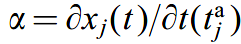 α = ∂x_j(t)/∂t(t_j^a)